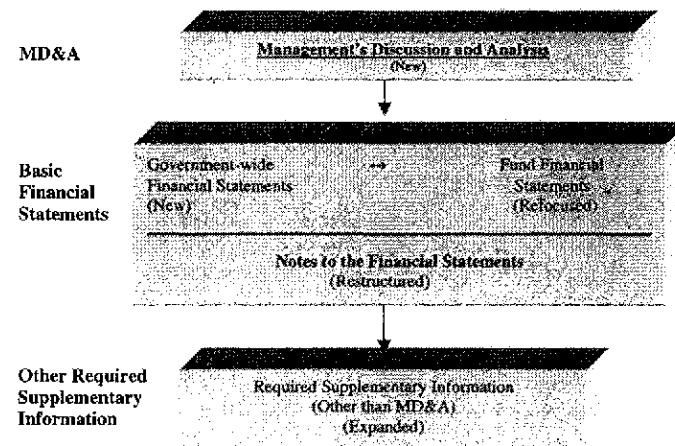 MD&A
Management's Discussion and Analysis
(New)
Basic
Financial
Statements
Government-wide
Financial Statements
(New)
↔
Fund Financial
Statements
(Refocused)
Notes to the Financial Statements
(Restructured)
Other Required
Supplementary
Information
Required Supplementary Information
(Other than MD&A)
(Expanded)